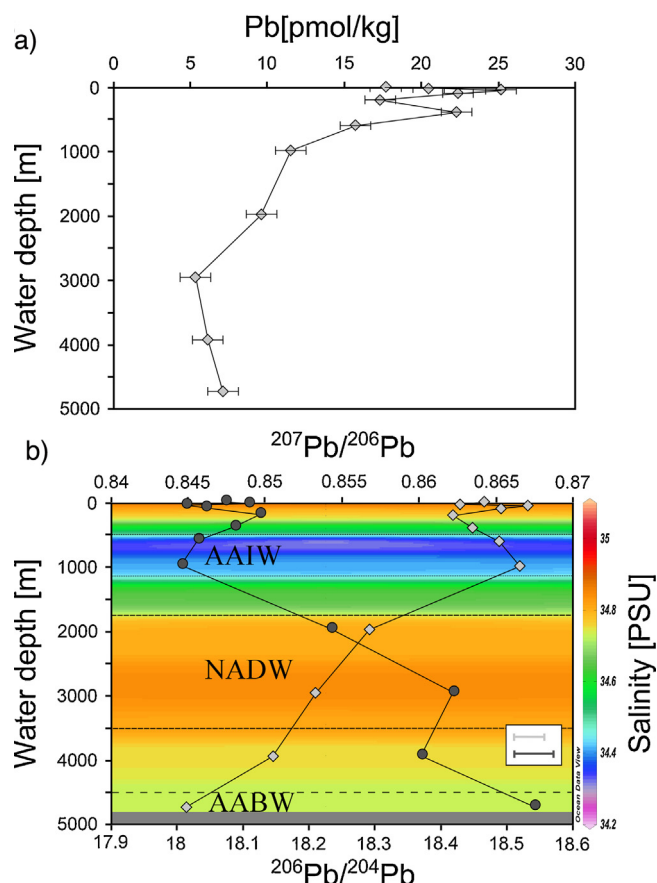 a)
Pb[pmol/kg]
0 5 10 15 20 25 30
0
1000
2000
3000
4000
5000
Water depth [m]
b)
²⁰⁷Pb/²⁰⁶Pb
0.84 0.845 0.85 0.855 0.86 0.865 0.87
0
1000
2000
3000
4000
5000
Water depth [m]
AAIW
NADW
AABW
17.9 18 18.1 18.2 18.3 18.4 18.5 18.6
²⁰⁶Pb/²⁰⁴Pb
Ocean Data View
35
34.8
34.6
34.4
34.2
Salinity [PSU]